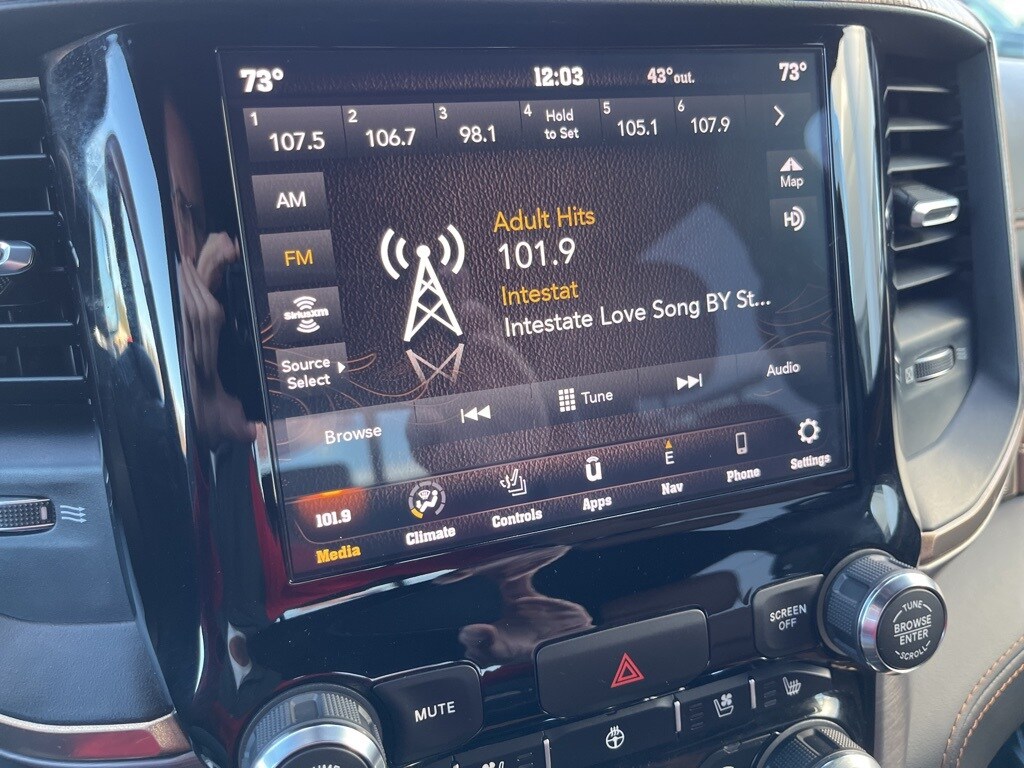 73°
12:03
43°out.
73°
1 107.5
2 106.7
3 98.1
4 Hold
to Set
5 105.1
6 107.9
AM
FM
SiriusXM
Source
Select
Map
HD
Adult Hits
101.9
Intestat
Intestate Love Song BY St...
Browse
Tune
Audio
101.9
Media
Climate
Controls
Apps
E
Nav
Phone
Settings
SCREEN
OFF
TUNE
BROWSE
ENTER
SCROLL
MUTE